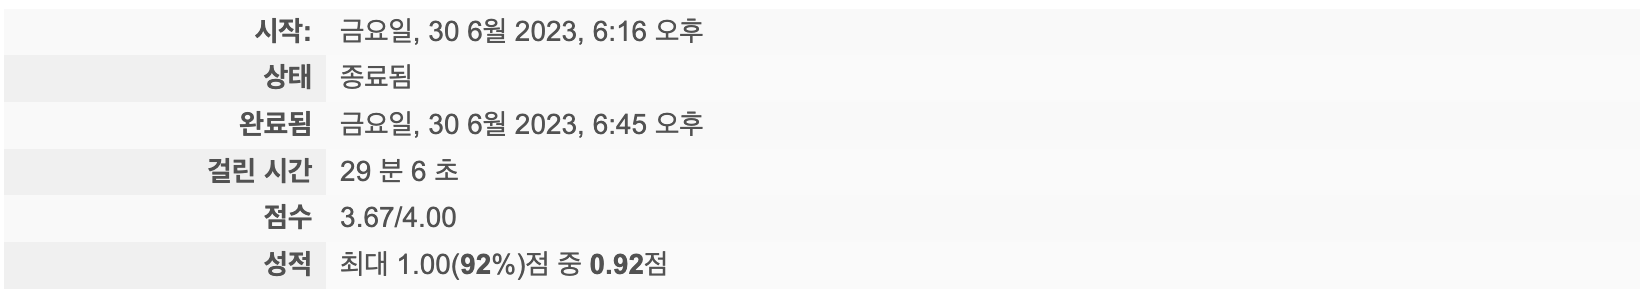 시작: 금요일, 30 6월 2023, 6:16 오후
상태 종료됨
완료됨 금요일, 30 6월 2023, 6:45 오후
걸린 시간 29 분 6 초
점수 3.67/4.00
성적 최대 1.00(92%)점 중 0.92점